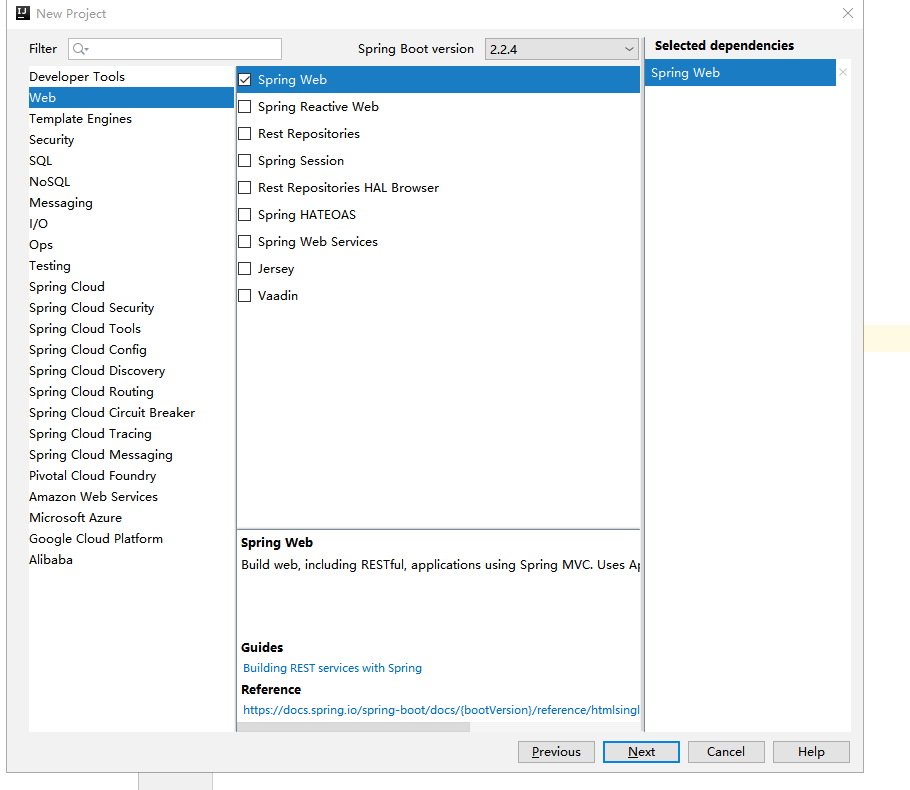 New Project
Filter
Spring Boot version 2.2.4
Selected dependencies
Developer Tools
Web
Template Engines
Security
SQL
NoSQL
Messaging
I/O
Ops
Testing
Spring Cloud
Spring Cloud Security
Spring Cloud Tools
Spring Cloud Config
Spring Cloud Discovery
Spring Cloud Routing
Spring Cloud Circuit Breaker
Spring Cloud Tracing
Spring Cloud Messaging
Pivotal Cloud Foundry
Amazon Web Services
Microsoft Azure
Google Cloud Platform
Alibaba
Spring Web
Spring Reactive Web
Rest Repositories
Spring Session
Rest Repositories HAL Browser
Spring HATEOAS
Spring Web Services
Jersey
Vaadin
Spring Web
Build web, including RESTful, applications using Spring MVC. Uses Ap
Guides
Building REST services with Spring
Reference
https://docs.spring.io/spring-boot/docs/{bootVersion}/reference/htmlsingl
Spring Web
Previous
Next
Cancel
Help